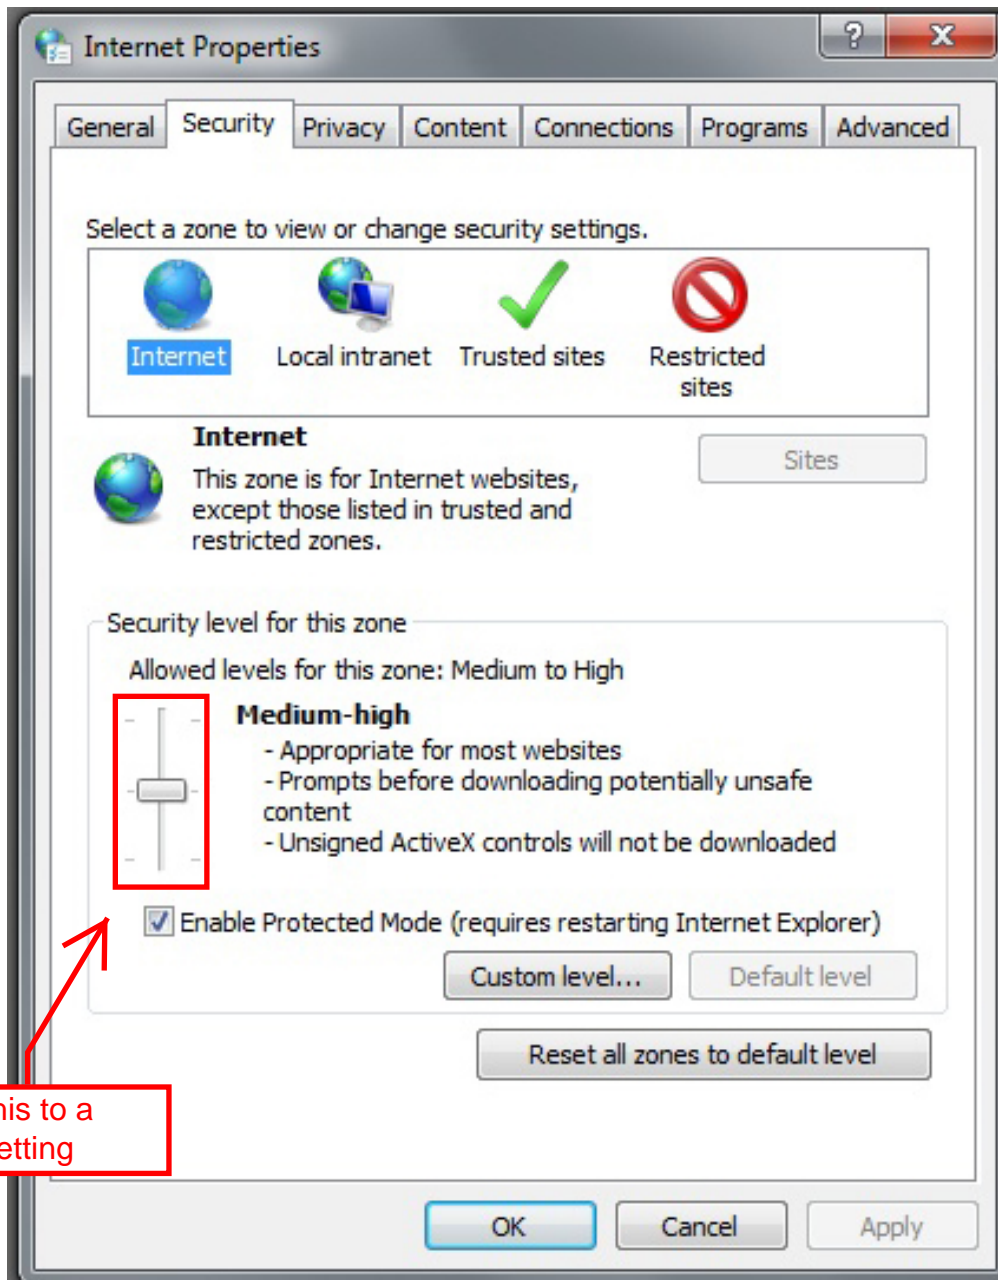 Internet Properties
General Security Privacy Content Connections Programs Advanced
Select a zone to view or change security settings.
Internet Local intranet Trusted sites Restricted
sites
Internet
Sites
This zone is for Internet websites,
except those listed in trusted and
restricted zones.
Security level for this zone
Allowed levels for this zone: Medium to High
Medium-high
- Appropriate for most websites
- Prompts before downloading potentially unsafe
content
- Unsigned ActiveX controls will not be downloaded
Enable Protected Mode (requires restarting Internet Explorer)
Custom level... Default level
Reset all zones to default level
to a
OK Cancel Apply